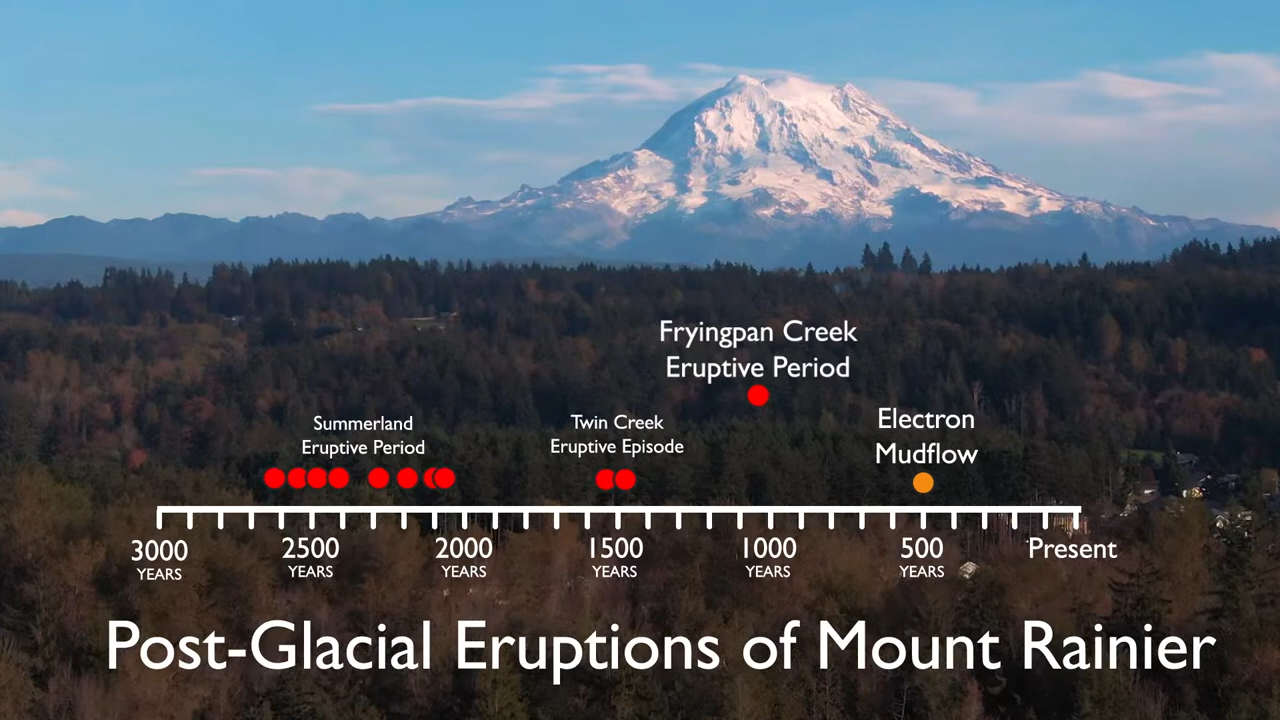 Fryingpan Creek
Eruptive Period
Summerland
Eruptive Period
Twin Creek
Eruptive Episode
Electron
Mudflow
3000
YEARS
2500
YEARS
2000
YEARS
1500
YEARS
1000
YEARS
500
YEARS
Present
Post-Glacial Eruptions of Mount Rainier